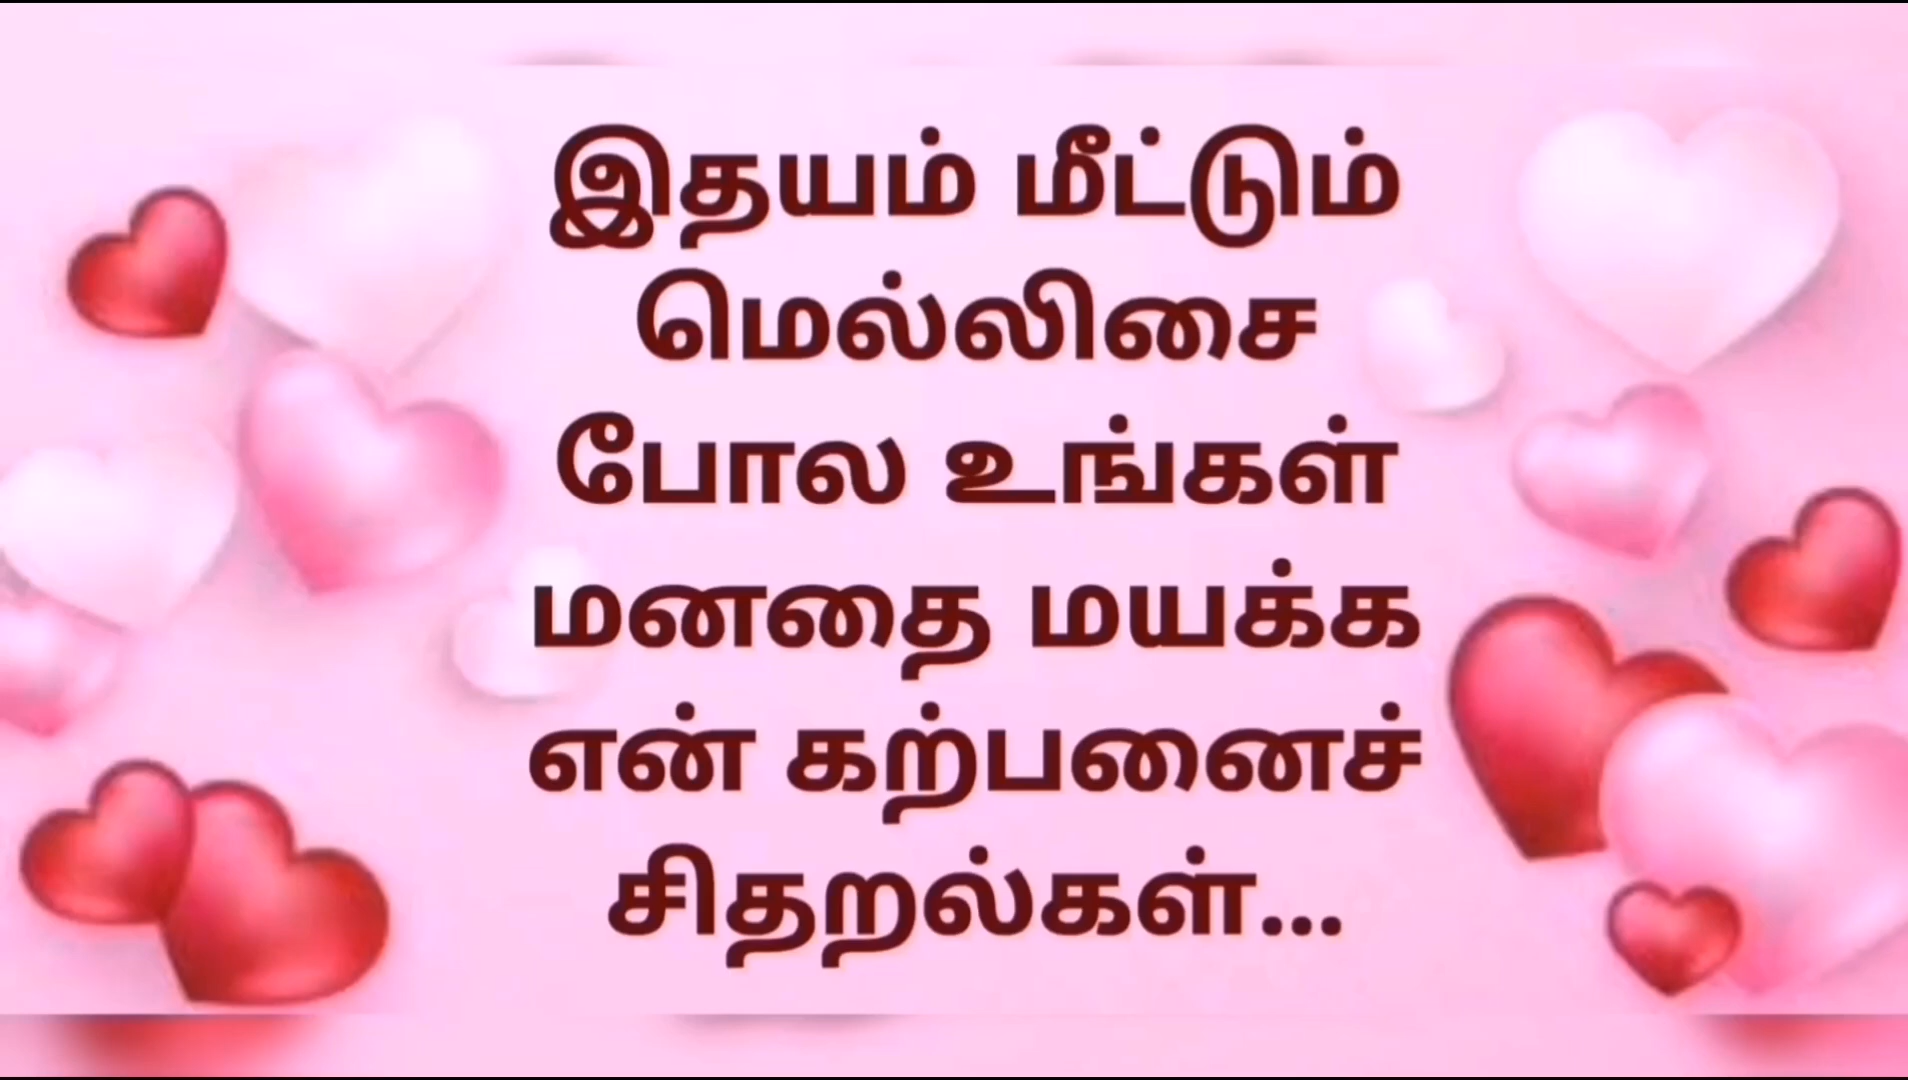 இதயம் மீட்டும்
மெல்லிசை
போல உங்கள்
மனதை மயக்க
என் கற்பனைச்
சிதறல்கள்...